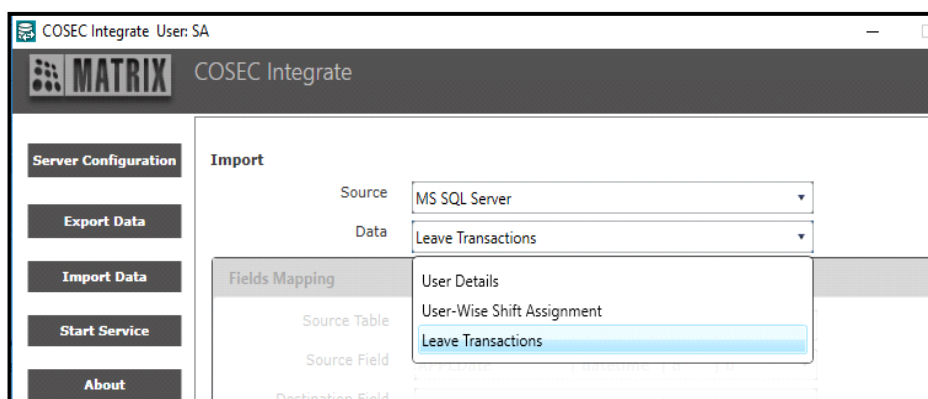 COSEC Integrate User: SA
MATRIX COSEC Integrate
Server Configuration
Export Data
Import Data
Start Service
About
Import
Source MS SQL Server
Data Leave Transactions
User Details
User-Wise Shift Assignment
Leave Transactions
Fields Mapping
Source Table
Source Field
Destination Field